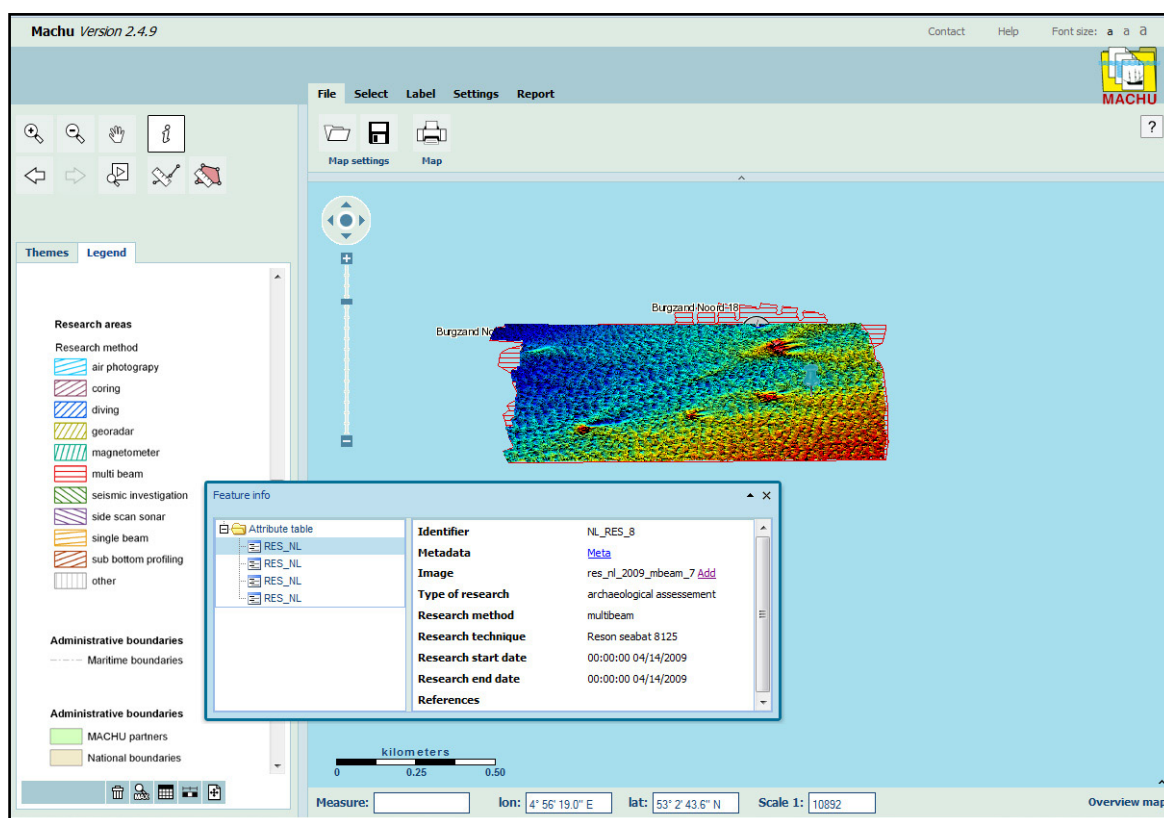 Machu Version 2.4.9
Contact Help Font size: a a a
MACHU
File Select Label Settings Report
?
Map settings Map
Themes Legend
Research areas
Research method
air photograpy
coring
diving
georadar
magnetometer
multi beam
seismic investigation
side scan sonar
single beam
sub bottom profiling
other
Administrative boundaries
Maritime boundaries
Administrative boundaries
MACHU partners
National boundaries
Burgzand Noord 18
Burgzand No
Feature info
Attribute table
RES_NL
RES_NL
RES_NL
RES_NL
Identifier NL_RES_8
Metadata Meta
Image res_nl_2009_mbeam_7 Add
Type of research archaeological assessement
Research method multibeam
Research technique Reson seabat 8125
Research start date 00:00:00 04/14/2009
Research end date 00:00:00 04/14/2009
References
kilometers
0 0.25 0.50
Measure: lon: 4° 56' 19.0" E lat: 53° 2' 43.6" N Scale 1: 10892 Overview map